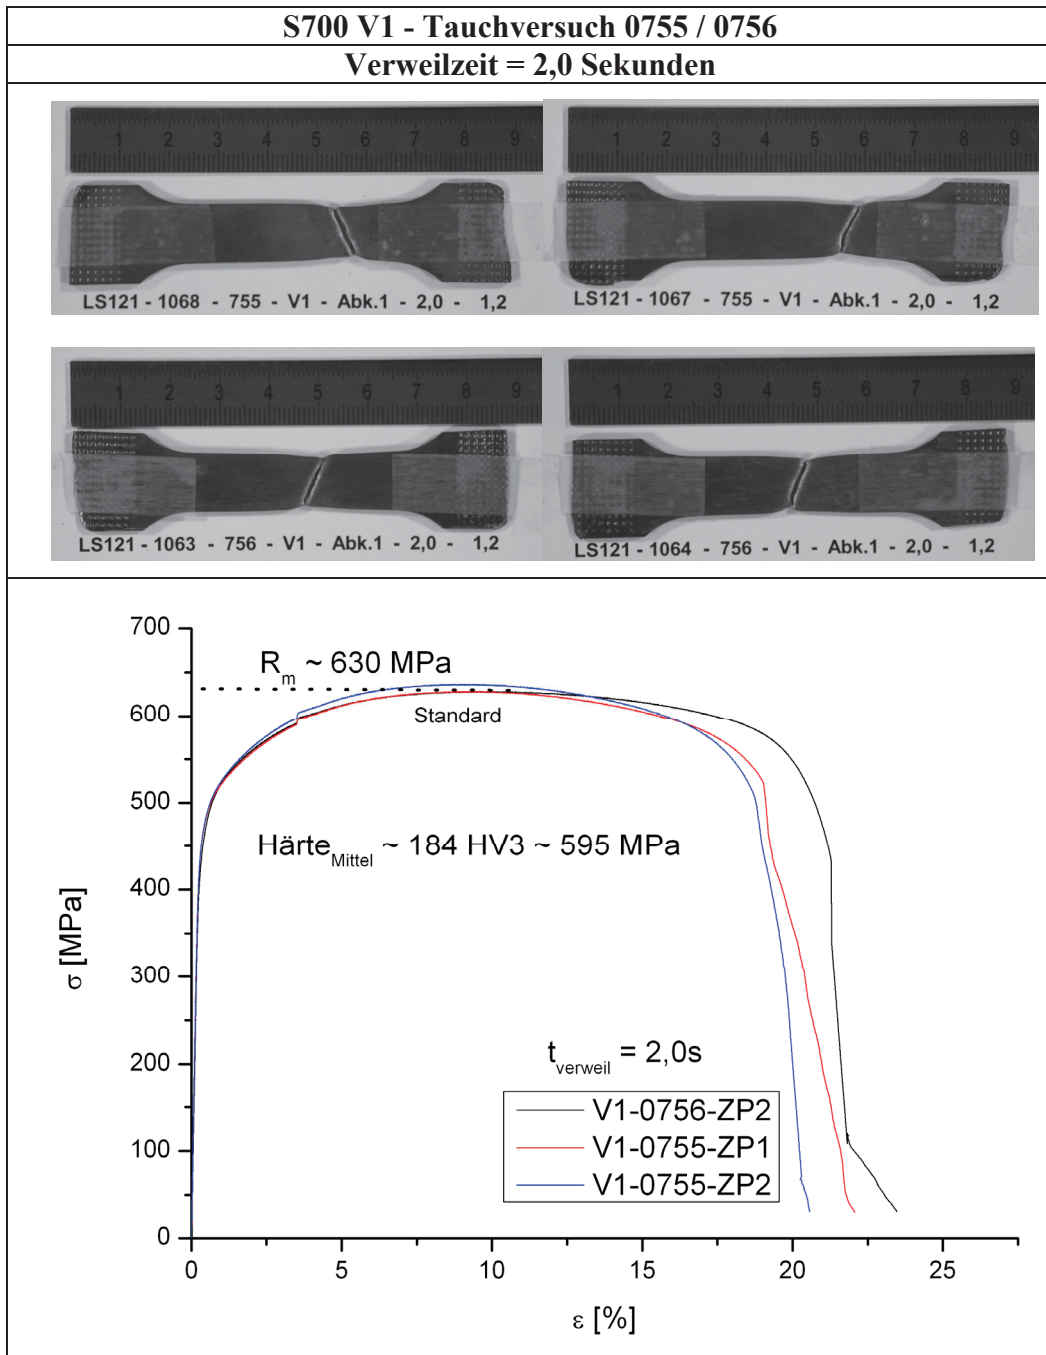 S700 V1 - Tauchversuch 0755 / 0756
Verweilzeit = 2,0 Sekunden
1 2 3 4 5 6 7 8 9
1 2 3 4 5 6 7 8 9
LS121 - 1068 - 755 - V1 - Abk.1 - 2,0 - 1,2
LS121 - 1067 - 755 - V1 - Abk.1 - 2,0 - 1,2
1 2 3 4 5 6 7 8 9
1 2 3 4 5 6 7 8 9
LS121 - 1063 - 756 - V1 - Abk.1 - 2,0 - 1,2
LS121 - 1064 - 756 - V1 - Abk.1 - 2,0 - 1,2
700
600
500
400
300
200
100
0
σ [MPa]
Rm ~ 630 MPa
Standard
HärteMittel ~ 184 HV3 ~ 595 MPa
tverweil = 2,0s
V1-0756-ZP2
V1-0755-ZP1
V1-0755-ZP2
0 5 10 15 20 25
ε [%]